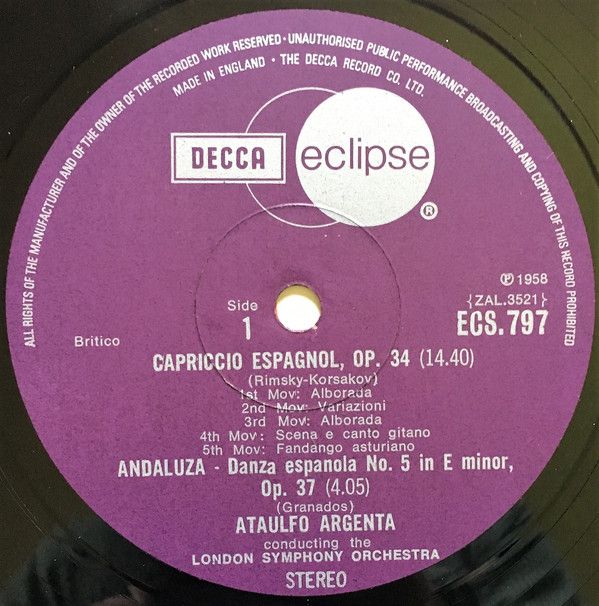 ALL RIGHTS OF THE MANUFACTURER AND OF THE OWNER OF THE RECORDED WORK RESERVED · UNAUTHORISED PUBLIC PERFORMANCE BROADCASTING AND COPYING OF THIS RECORD PROHIBITED
MADE IN ENGLAND · THE DECCA RECORD CO. LTD.
DECCA eclipse
®
℗ 1958
{ZAL.3521}
ECS.797
Side
1
Britico
CAPRICCIO ESPAGNOL, OP. 34 (14.40)
(Rimsky-Korsakov)
1st Mov: Alborada
2nd Mov: Variazioni
3rd Mov: Alborada
4th Mov: Scena e canto gitano
5th Mov: Fandango asturiano
ANDALUZA - Danza espanola No. 5 in E minor,
Op. 37 (4.05)
(Granados)
ATAULFO ARGENTA
conducting the
LONDON SYMPHONY ORCHESTRA
STEREO